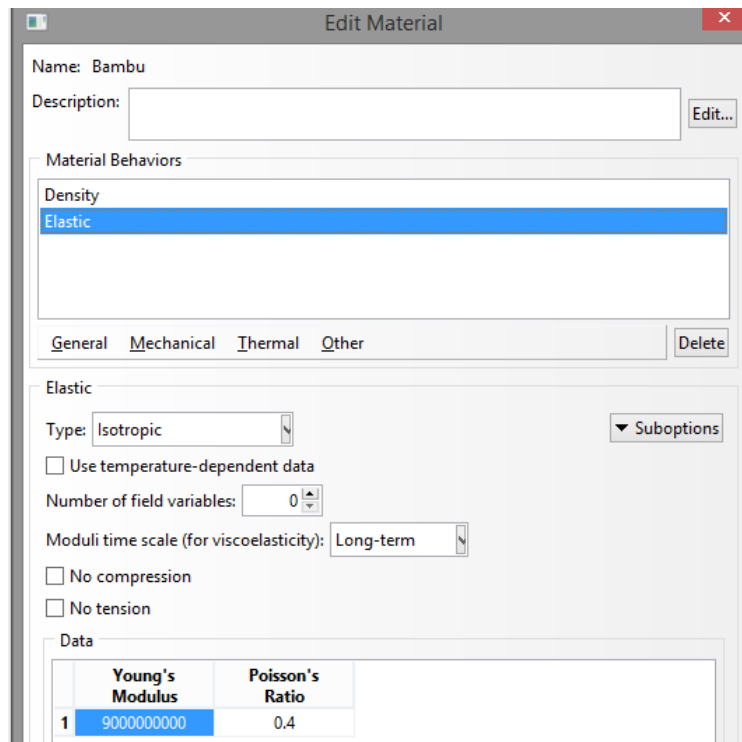 Edit Material
Name: Bambu
Description:
Edit...
Material Behaviors
Density
Elastic
General Mechanical Thermal Other Delete
Elastic
Type: Isotropic Suboptions
Use temperature-dependent data
Number of field variables: 0
Moduli time scale (for viscoelasticity): Long-term
No compression
No tension
Data
Young's Poisson's
Modulus Ratio
1 9000000000 0.4